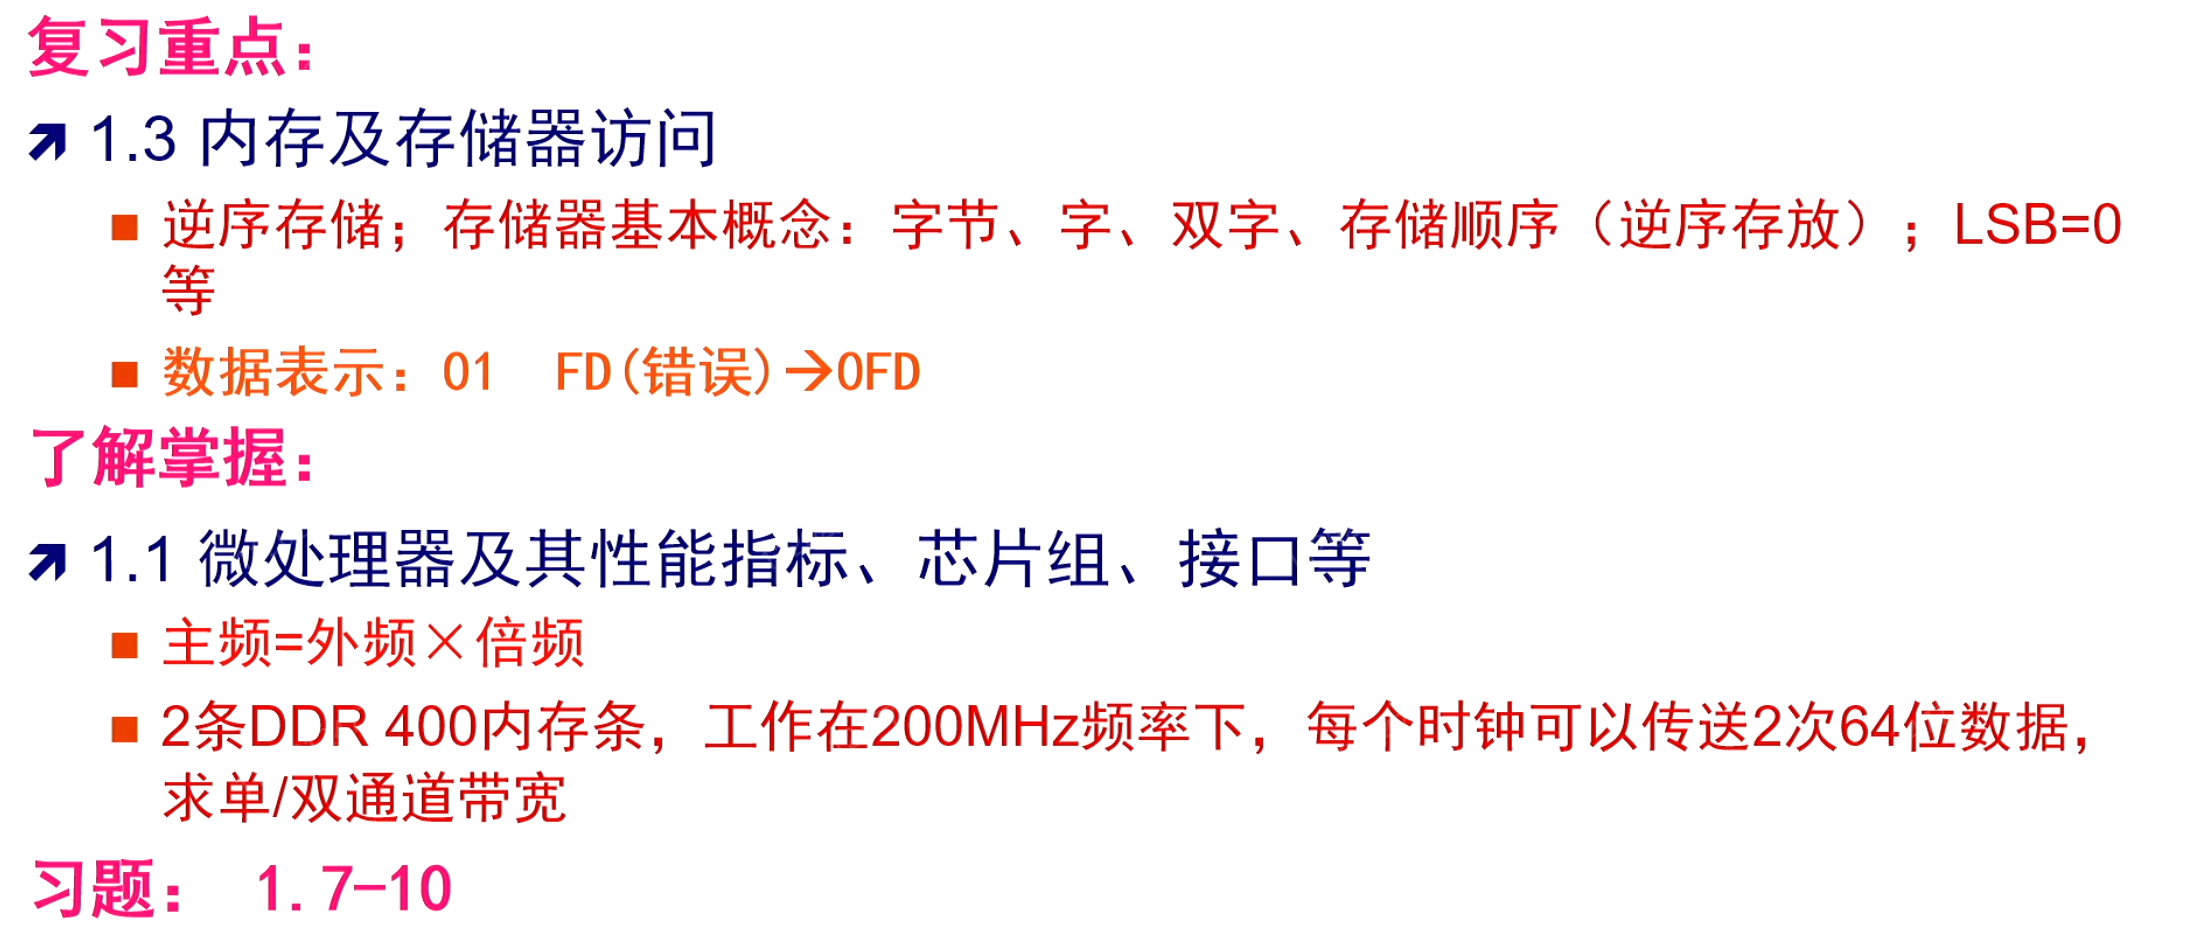 复习重点：
1.3 内存及存储器访问
逆序存储；存储器基本概念：字节、字、双字、存储顺序（逆序存放）；LSB=0
等
数据表示：01 FD(错误)→0FD
了解掌握：
1.1 微处理器及其性能指标、芯片组、接口等
主频=外频×倍频
2条DDR 400内存条，工作在200MHz频率下，每个时钟可以传送2次64位数据，
求单/双通道带宽
习题： 1.7-10